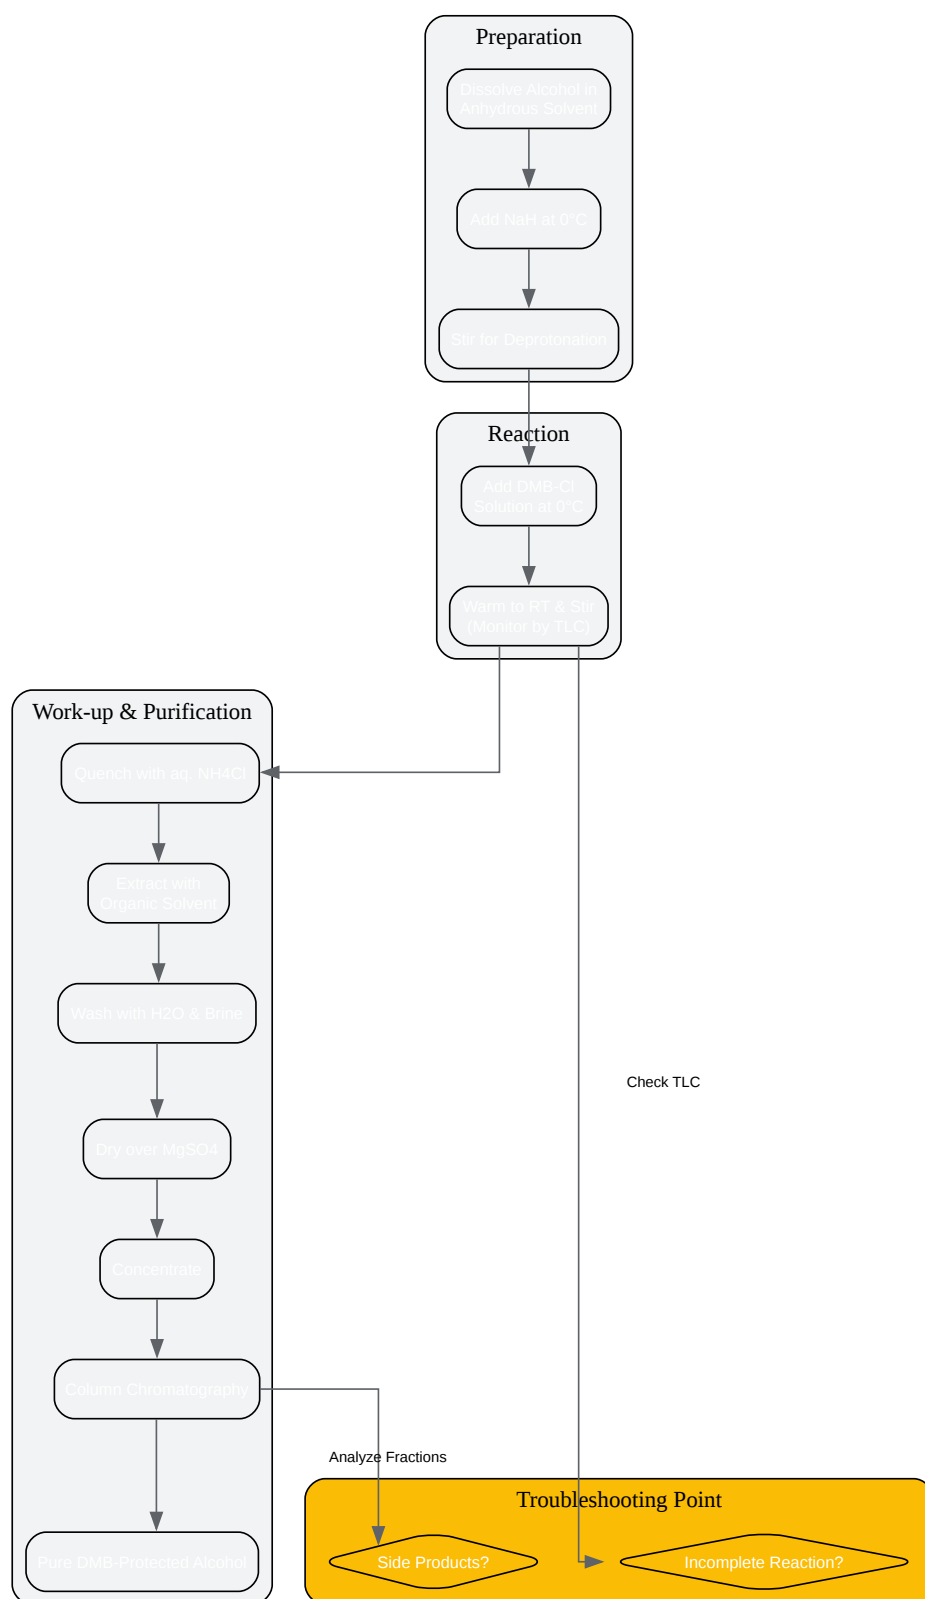 Preparation
Dissolve Alcohol in
Anhydrous Solvent
Add NaH at 0°C
Stir for Deprotonation
Reaction
Add DMB-Cl
Solution at 0°C
Warm to RT & Stir
(Monitor by TLC)
Work-up & Purification
Quench with aq. NH4Cl
Extract with
Organic Solvent
Wash with H2O & Brine
Check TLC
Dry over MgSO4
Concentrate
Column Chromatography
Analyze Fractions
Troubleshooting Point
Pure DMB-Protected Alcohol
Side Products?
Incomplete Reaction?